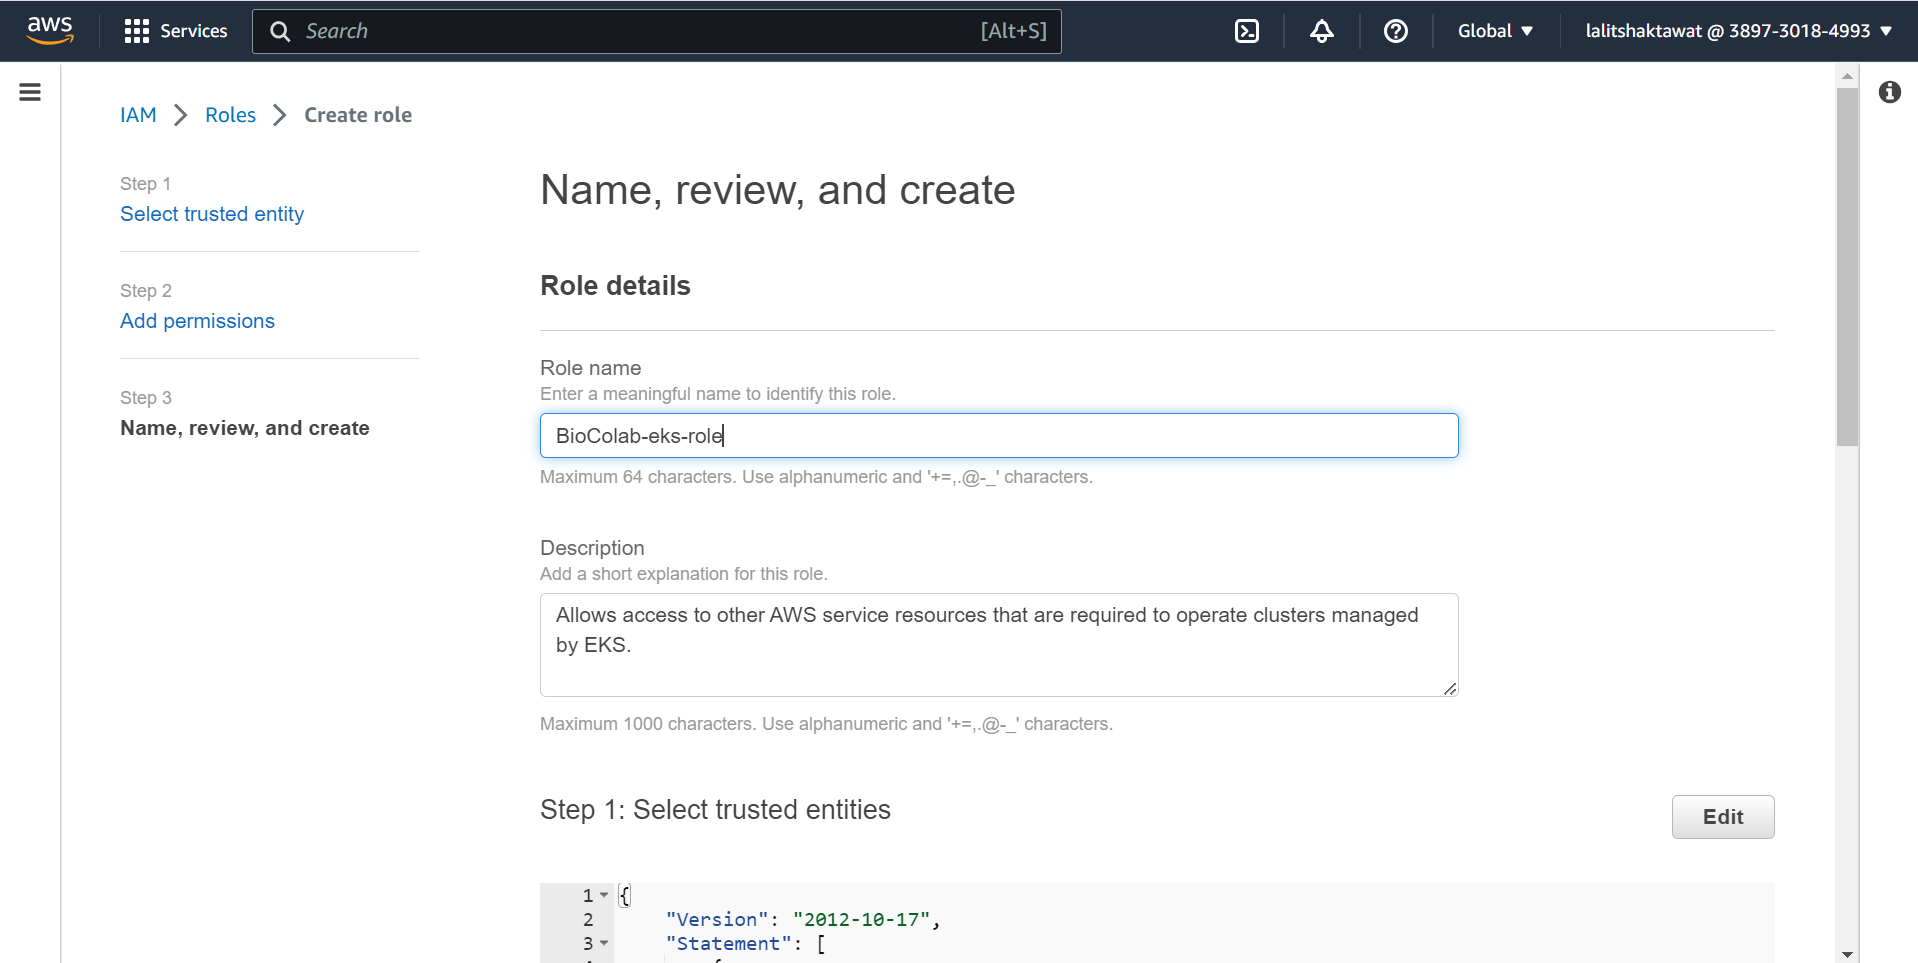 aws
Services
Search
[Alt+S]
Global
lalitshaktawat @ 3897-3018-4993
IAM
Roles
Create role
Step 1
Select trusted entity
Step 2
Add permissions
Step 3
Name, review, and create
Name, review, and create
Role details
Role name
Enter a meaningful name to identify this role.
BioColab-eks-role
Maximum 64 characters. Use alphanumeric and '+=,.@-_' characters.
Description
Add a short explanation for this role.
Allows access to other AWS service resources that are required to operate clusters managed
by EKS.
Maximum 1000 characters. Use alphanumeric and '+=,.@-_' characters.
Step 1: Select trusted entities
Edit
1 {
2 "Version": "2012-10-17",
3 "Statement": [